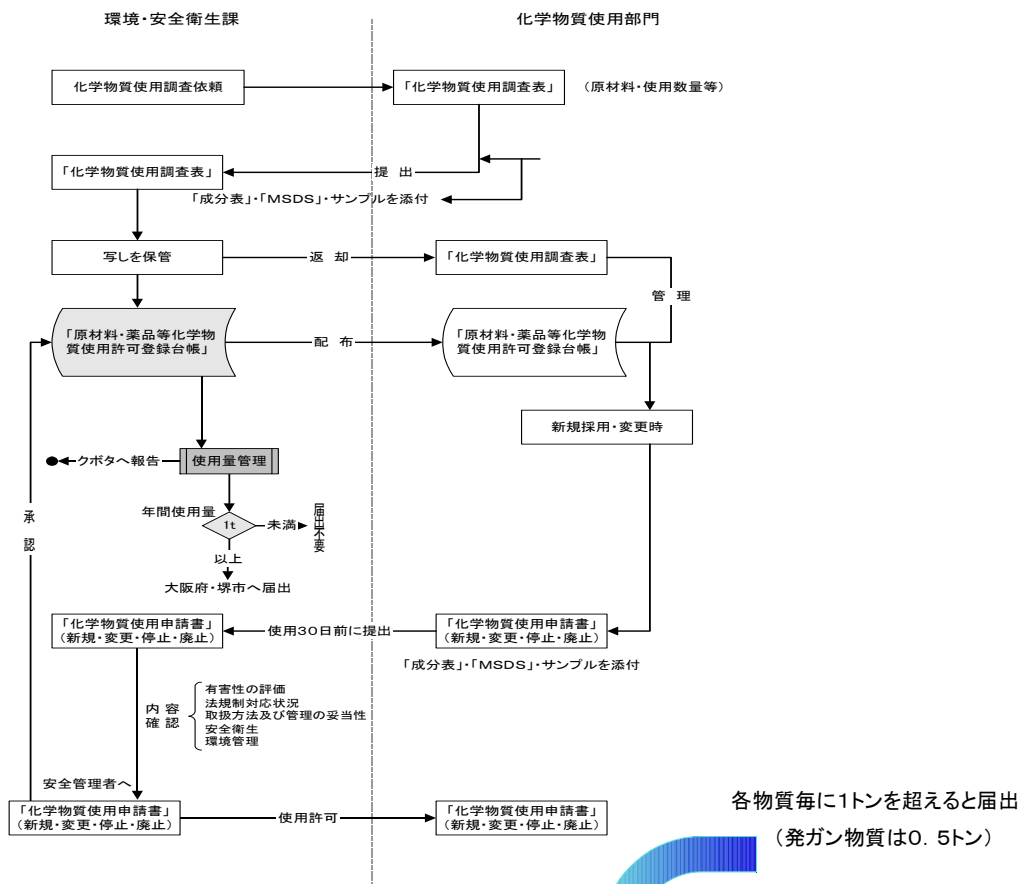 環境・安全衛生課
化学物質使用部門
化学物質使用調査依頼
「化学物質使用調査表」
(原材料・使用数量等)
「化学物質使用調査表」
提 出
「成分表」・「MSDS」・サンプルを添付
写しを保管
返 却
「化学物質使用調査表」
管 理
「原材料・薬品等化学物
質使用許可登録台帳」
配 布
「原材料・薬品等化学物
質使用許可登録台帳」
新規採用・変更時
クボタへ報告
使用量管理
年間使用量
1t
未満
届出不要
以上
大阪府・堺市へ届出
承 認
「化学物質使用申請書」
(新規・変更・停止・廃止)
使用30日前に提出
「化学物質使用申請書」
(新規・変更・停止・廃止)
「成分表」・「MSDS」・サンプルを添付
内 容
確 認
有害性の評価
法規制対応状況
取扱方法及び管理の妥当性
安全衛生
環境管理
安全管理者へ
「化学物質使用申請書」
(新規・変更・停止・廃止)
使用許可
「化学物質使用申請書」
(新規・変更・停止・廃止)
各物質毎に1トンを超えると届出
(発ガン物質は0.5トン)